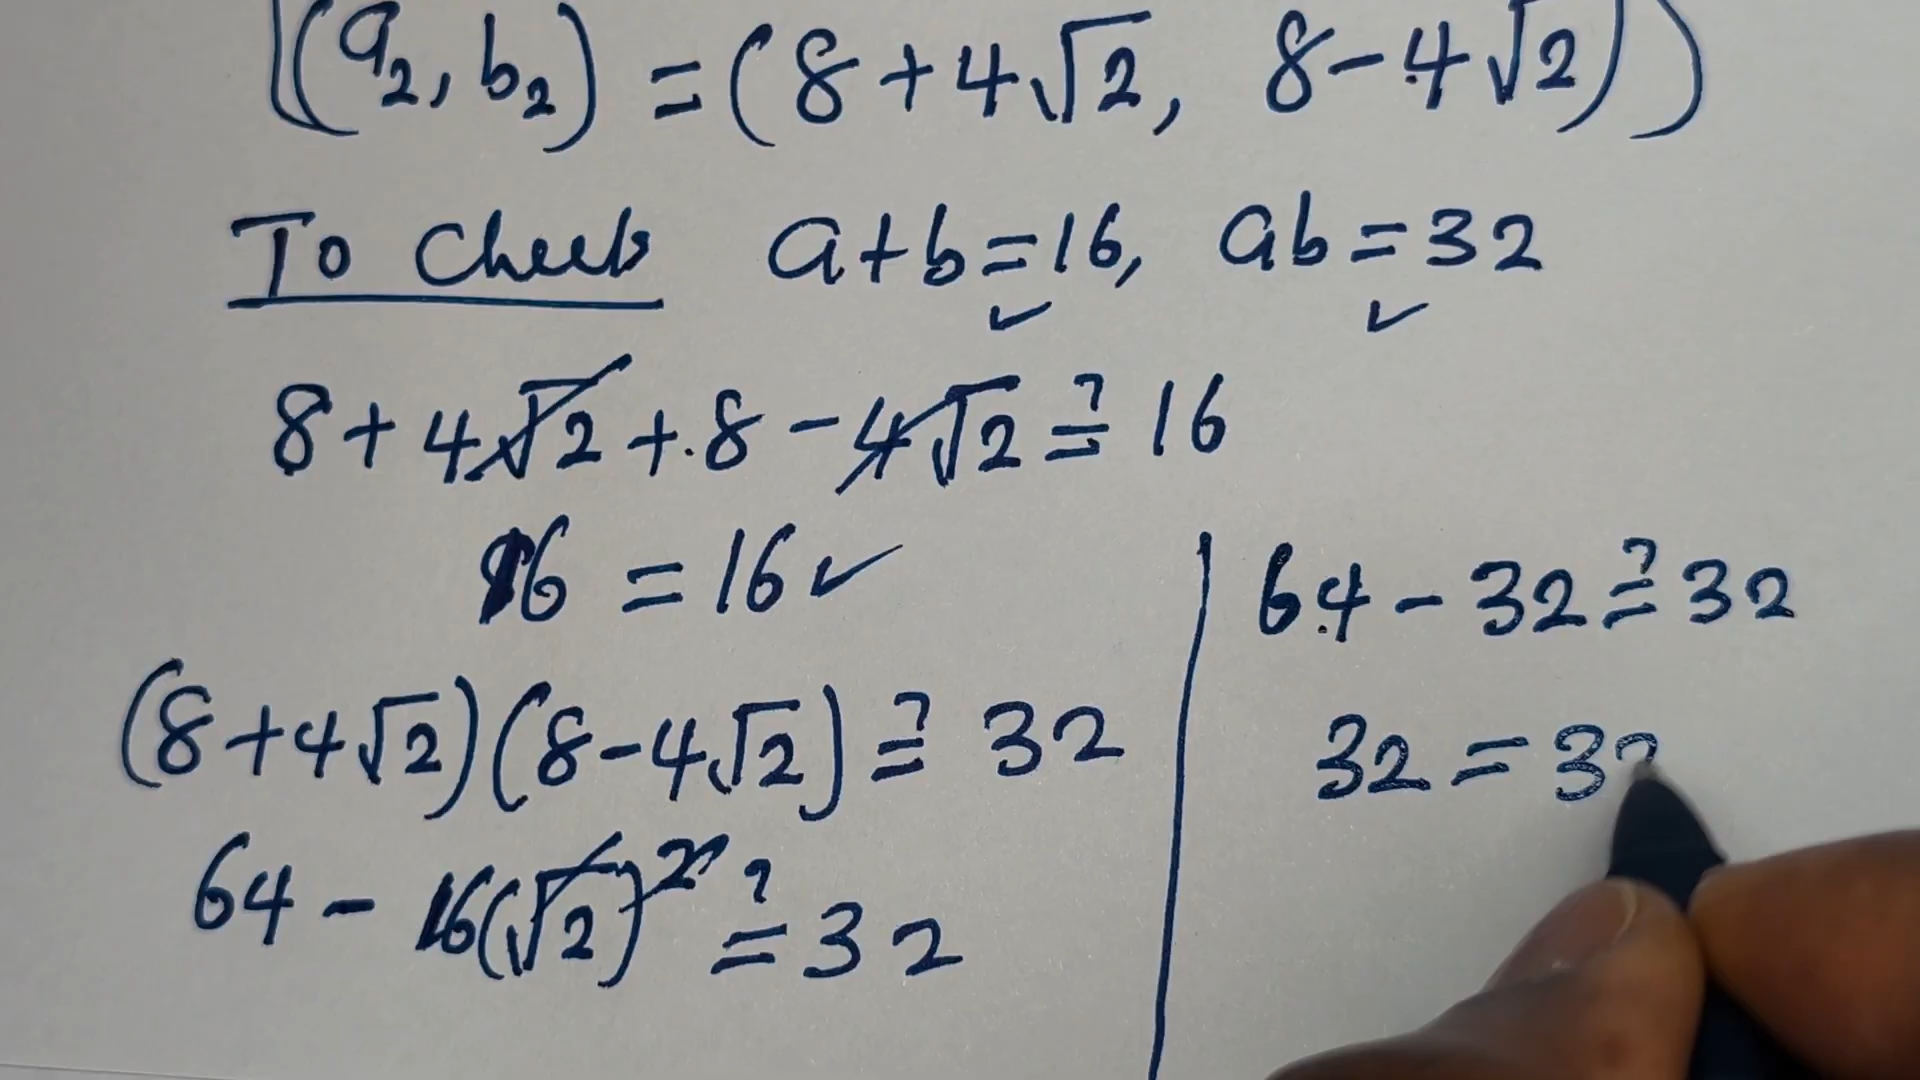 (a₂, b₂) = (8+4√2, 8-4√2)
To Check a+b=16, ab=32
✓ ✓
8+4√2+8-4√2 ≟ 16
16 = 16 ✓
(8+4√2)(8-4√2) ≟ 32
64 - 16(√2)² ≟ 32
64 - 32 ≟ 32
32 = 32